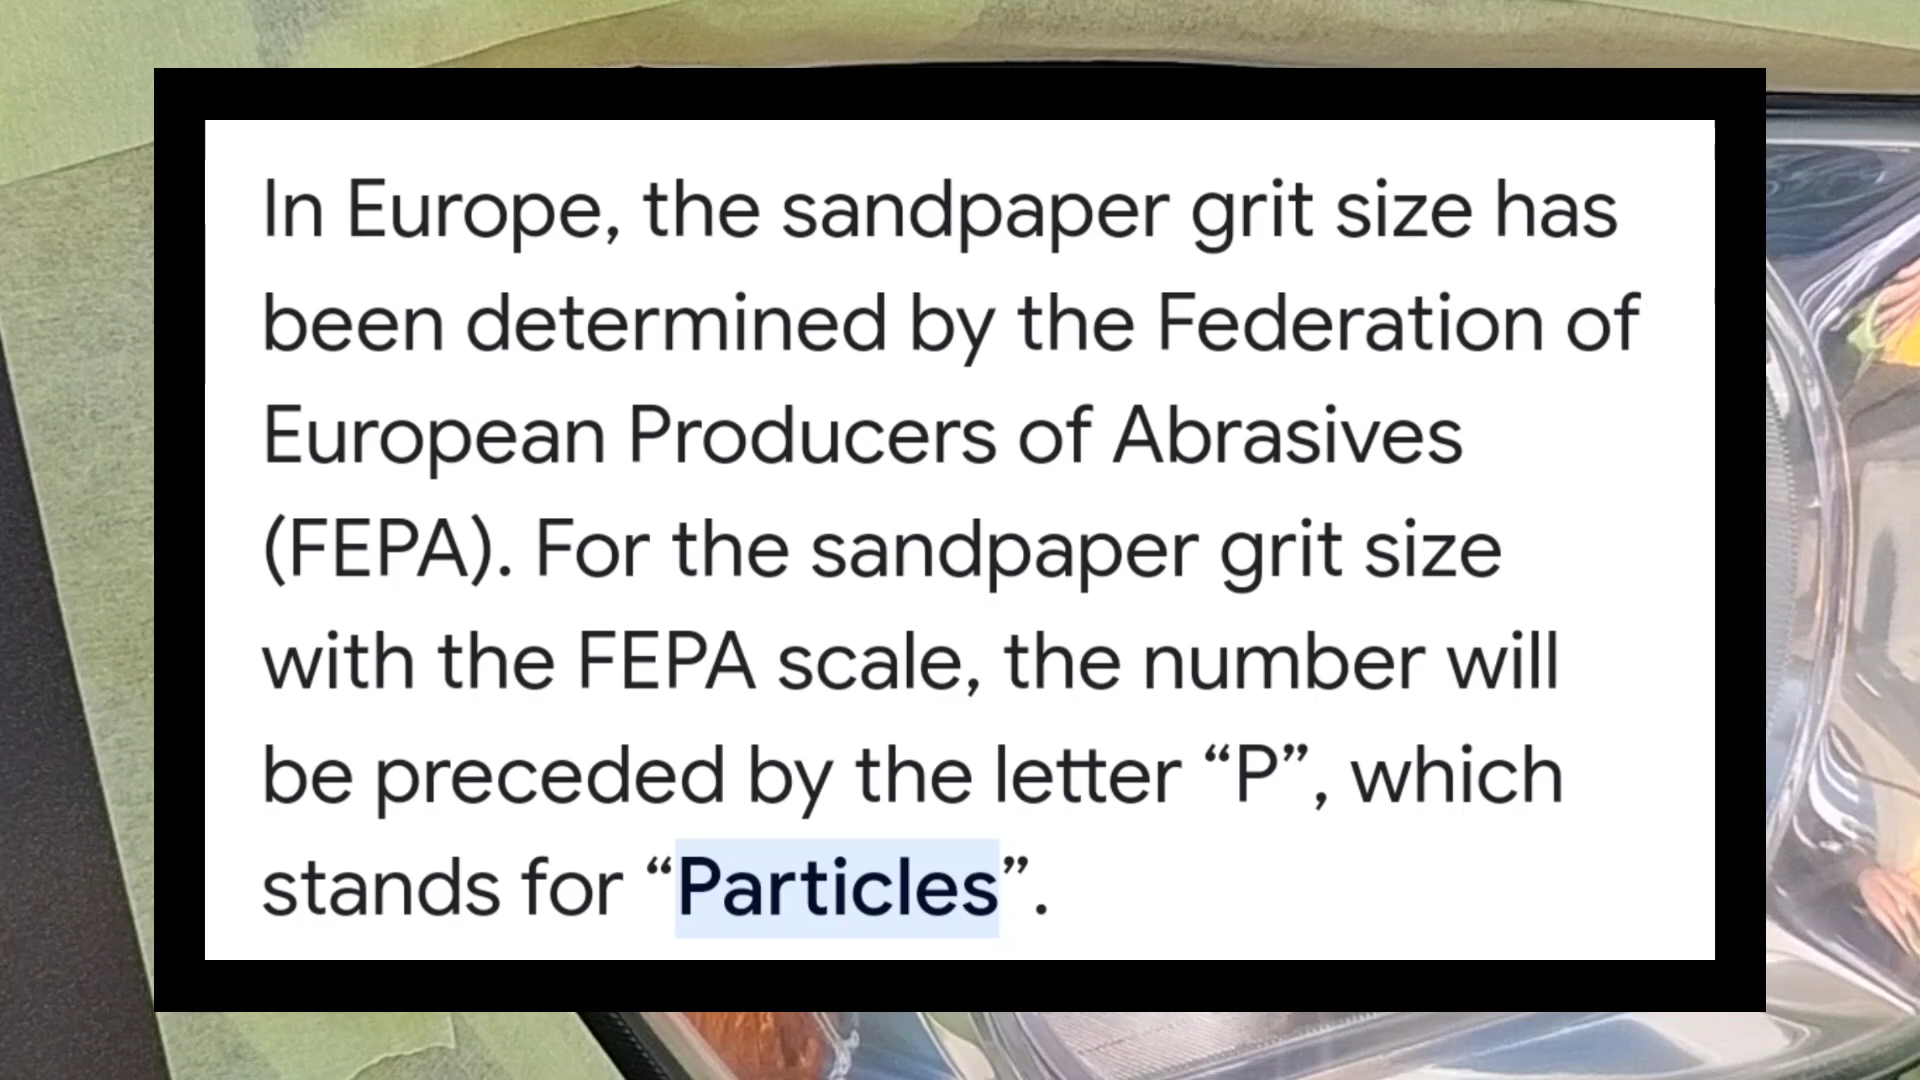 In Europe, the sandpaper grit size has
been determined by the Federation of
European Producers of Abrasives
(FEPA). For the sandpaper grit size
with the FEPA scale, the number will
be preceded by the letter “P”, which
stands for “Particles”.